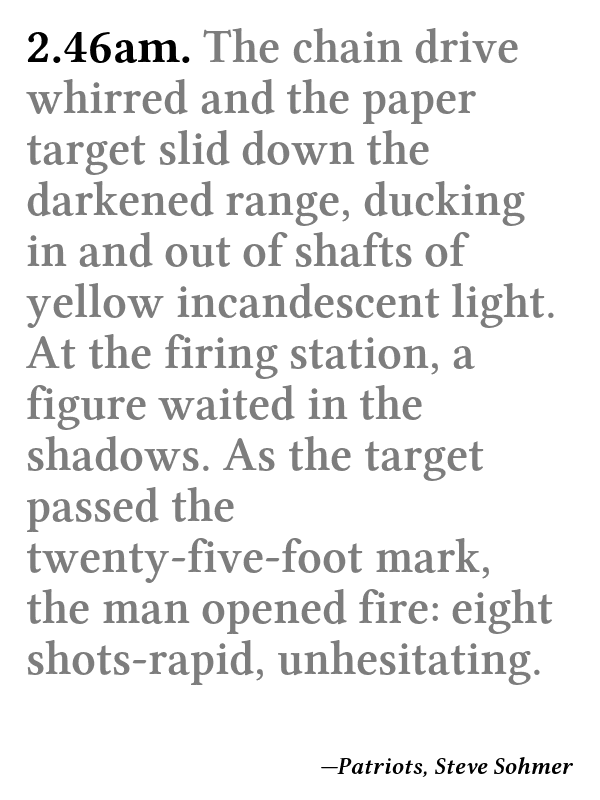 2.46am. The chain drive
whirred and the paper
target slid down the
darkened range, ducking
in and out of shafts of
yellow incandescent light.
At the firing station, a
figure waited in the
shadows. As the target
passed the
twenty-five-foot mark,
the man opened fire: eight
shots-rapid, unhesitating.
—Patriots, Steve Sohmer